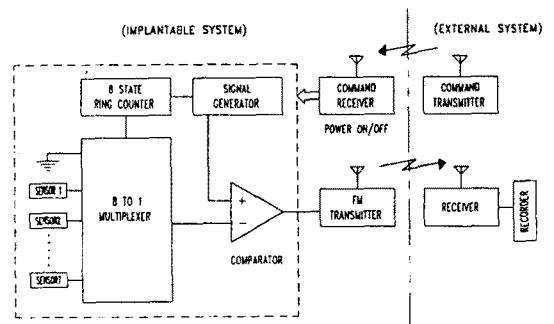 (IMPLANTABLE SYSTEM)
(EXTERNAL SYSTEM)
8 STATE
RING COUNTER
SIGNAL
GENERATOR
COMMAND
RECEIVER
COMMAND
TRANSMITTER
POWER ON/OFF
8 TO 1
MULTIPLEXER
SENSOR 1
SENSOR2
SENSOR7
+
−
COMPARATOR
FM
TRANSMITTER
RECEIVER
RECORDER